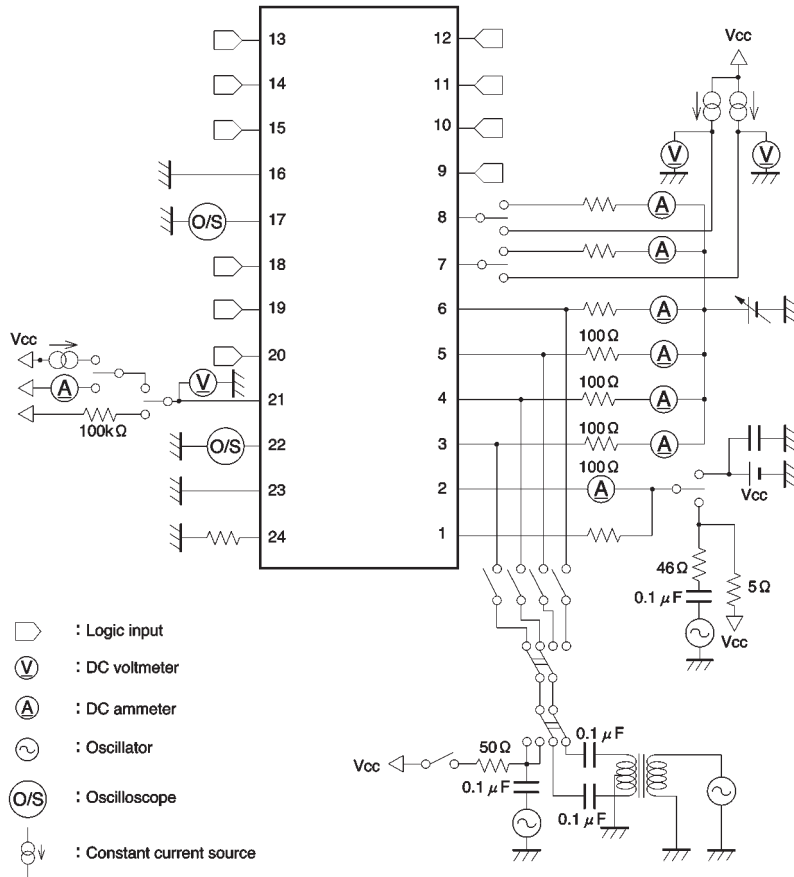 13
14
15
16
17
O/S
18
19
20
Vcc
A
V
21
100kΩ
O/S
22
23
24
12
11
10
9
8
7
6
5
4
3
2
1
Vcc
V
V
A
A
A
100Ω
A
100Ω
A
100Ω
A
100Ω
A
Vcc
46Ω
0.1 μF
5Ω
Vcc
Vcc
50Ω
0.1 μF
0.1 μF
0.1 μF
: Logic input
V : DC voltmeter
A : DC ammeter
: Oscillator
O/S : Oscilloscope
: Constant current source